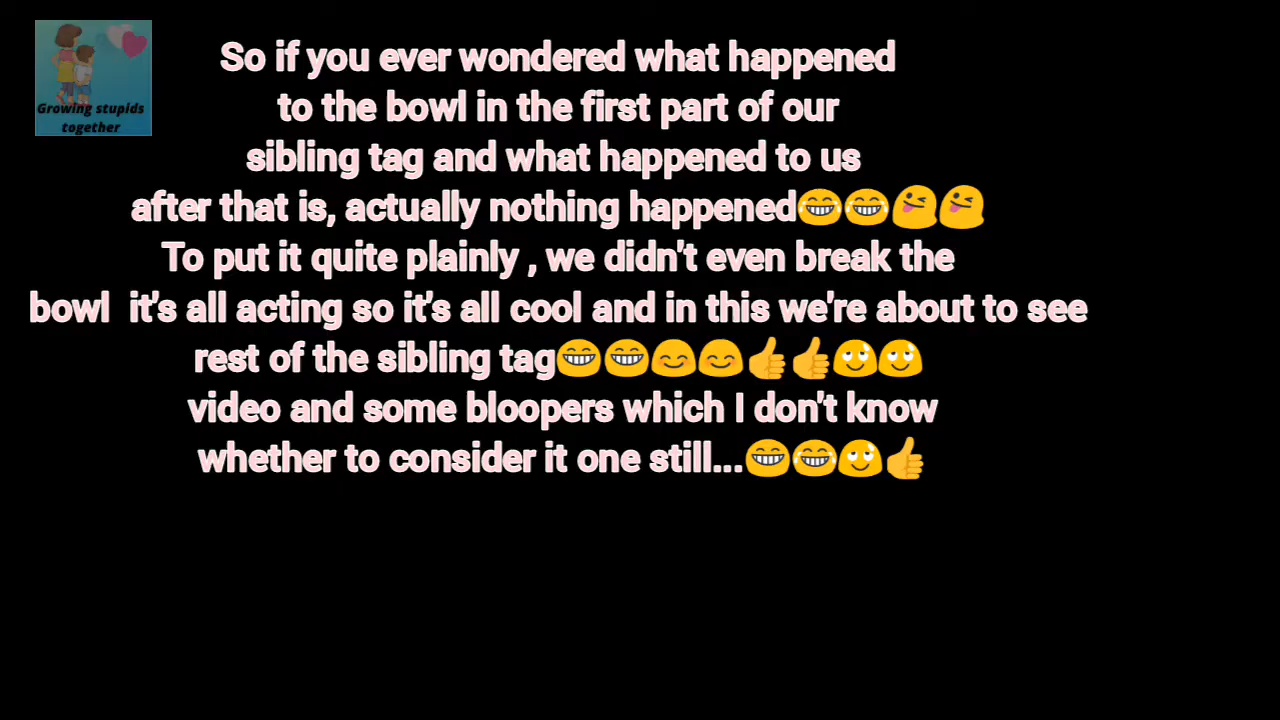 Growing stupids
together
So if you ever wondered what happened
to the bowl in the first part of our
sibling tag and what happened to us
after that is, actually nothing happened😂😂😜😜
To put it quite plainly , we didn't even break the
bowl  it's all acting so it's all cool and in this we're about to see
rest of the sibling tag😁😁😊😊👍👍🙄🙄
video and some bloopers which I don't know
whether to consider it one still...😁😂🙄👍